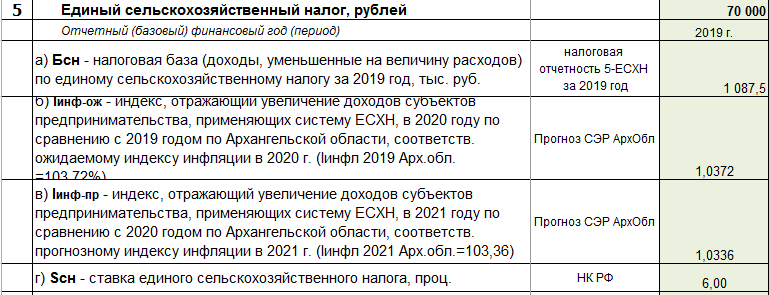 5 Единый сельскохозяйственный налог, рублей 70 000
Отчетный (базовый) финансовый год (период) 2019 г.
а) Бсн - налоговая база (доходы, уменьшенные на величину расходов)
по единому сельскохозяйственному налогу за 2019 год, тыс. руб.
налоговая
отчетность 5-ЕСХН
за 2019 год
1 087,5
б) Iинф-ож - индекс, отражающий увеличение доходов субъектов
предпринимательства, применяющих систему ЕСХН, в 2020 году по
сравнению с 2019 годом по Архангельской области, соответств.
ожидаемому индексу инфляции в 2020 г. (Iинфл 2019 Арх.обл.
=103,72%)
Прогноз СЭР АрхОбл
1,0372
в) Iинф-пр - индекс, отражающий увеличение доходов субъектов
предпринимательства, применяющих систему ЕСХН, в 2021 году по
сравнению с 2020 годом по Архангельской области, соответств.
прогнозному индексу инфляции в 2021 г. (Iинфл 2021 Арх.обл.=103,36)
Прогноз СЭР АрхОбл
1,0336
г) Sсн - ставка единого сельскохозяйственного налога, проц. НК РФ 6,00